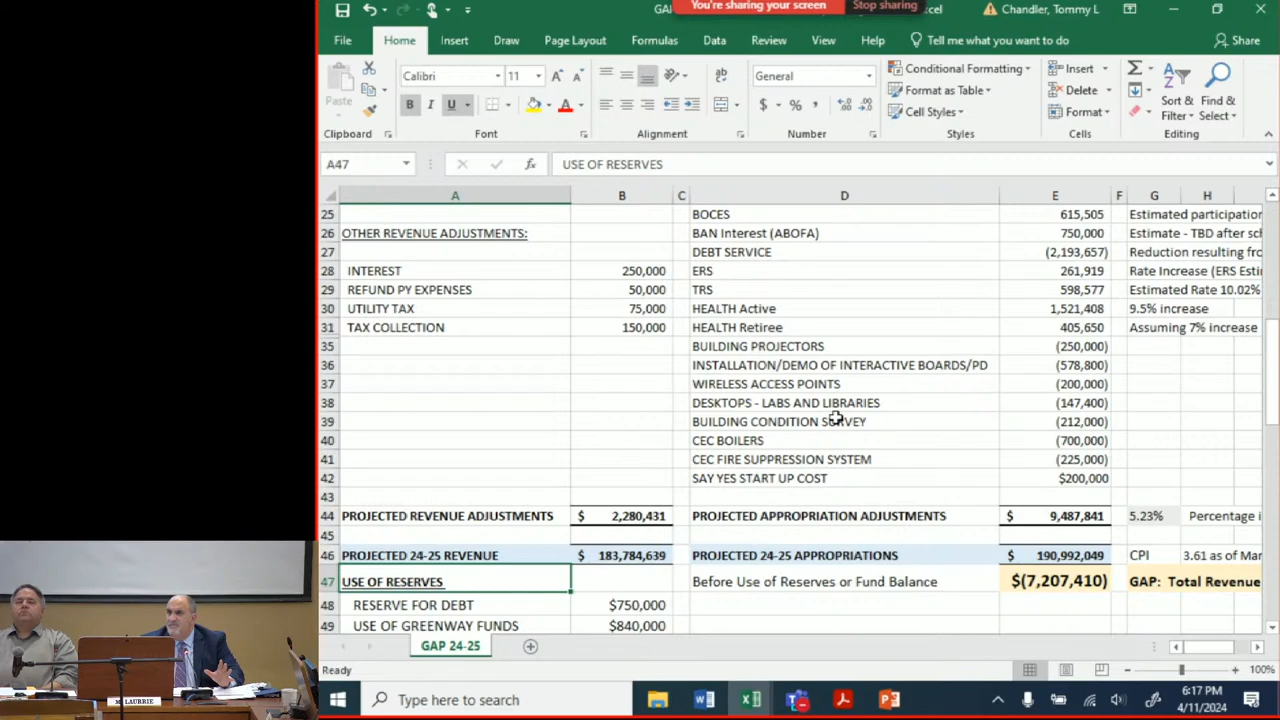 GA
You're sharing your screen
Stop sharing
cel
Chandler, Tommy L
File Home Insert Draw Page Layout Formulas Data Review View Help Tell me what you want to do Share
Paste
Calibri 11
B I U
General
$ % ,
Conditional Formatting
Format as Table
Cell Styles
Insert
Delete
Format
Sort & Filter
Find & Select
Clipboard Font Alignment Number Styles Cells Editing
A47 fx USE OF RESERVES
A B C D E F G H
25 BOCES 615,505 Estimated participation
26 OTHER REVENUE ADJUSTMENTS: BAN Interest (ABOFA) 750,000 Estimate - TBD after sch
27 DEBT SERVICE (2,193,657) Reduction resulting fro
28 INTEREST 250,000 ERS 261,919 Rate Increase (ERS Esti
29 REFUND PY EXPENSES 50,000 TRS 598,577 Estimated Rate 10.02%
30 UTILITY TAX 75,000 HEALTH Active 1,521,408 9.5% increase
31 TAX COLLECTION 150,000 HEALTH Retiree 405,650 Assuming 7% increase
35 BUILDING PROJECTORS (250,000)
36 INSTALLATION/DEMO OF INTERACTIVE BOARDS/PD (578,800)
37 WIRELESS ACCESS POINTS (200,000)
38 DESKTOPS - LABS AND LIBRARIES (147,400)
39 BUILDING CONDITION SURVEY (212,000)
40 CEC BOILERS (700,000)
41 CEC FIRE SUPPRESSION SYSTEM (225,000)
42 SAY YES START UP COST $200,000
43
44 PROJECTED REVENUE ADJUSTMENTS $ 2,280,431 PROJECTED APPROPRIATION ADJUSTMENTS $ 9,487,841 5.23% Percentage i
45
46 PROJECTED 24-25 REVENUE $ 183,784,639 PROJECTED 24-25 APPROPRIATIONS $ 190,992,049 CPI 3.61 as of Mar
47 USE OF RESERVES Before Use of Reserves or Fund Balance $(7,207,410) GAP: Total Revenue
48 RESERVE FOR DEBT $750,000
49 USE OF GREENWAY FUNDS $840,000
GAP 24-25
Ready 100%
Type here to search
6:17 PM
4/11/2024
M. LAURRIE